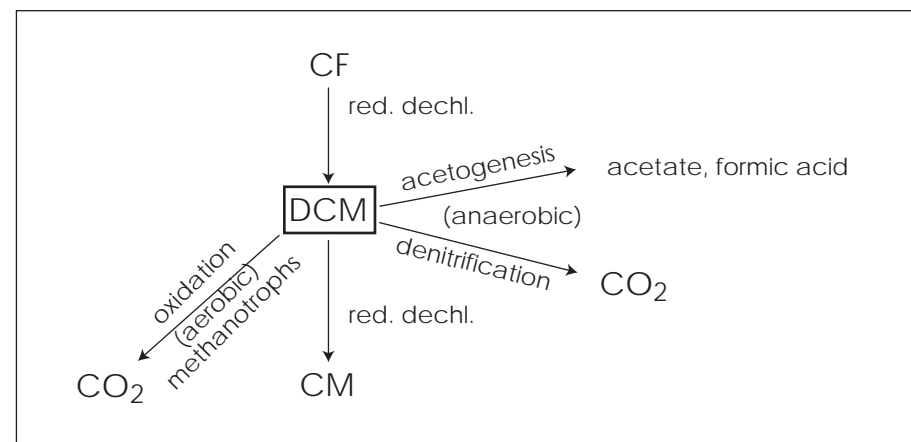 CF
red. dechl.
acetogenesis
acetate, formic acid
DCM
(anaerobic)
denitrification
CO2
oxidation
(aerobic)
methanotrophs
red. dechl.
CO2
CM